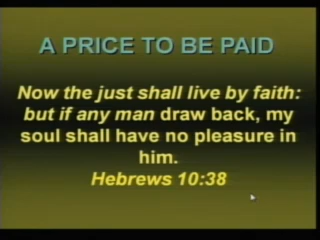 A PRICE TO BE PAID
Now the just shall live by faith:
but if any man draw back, my
soul shall have no pleasure in
him.
Hebrews 10:38